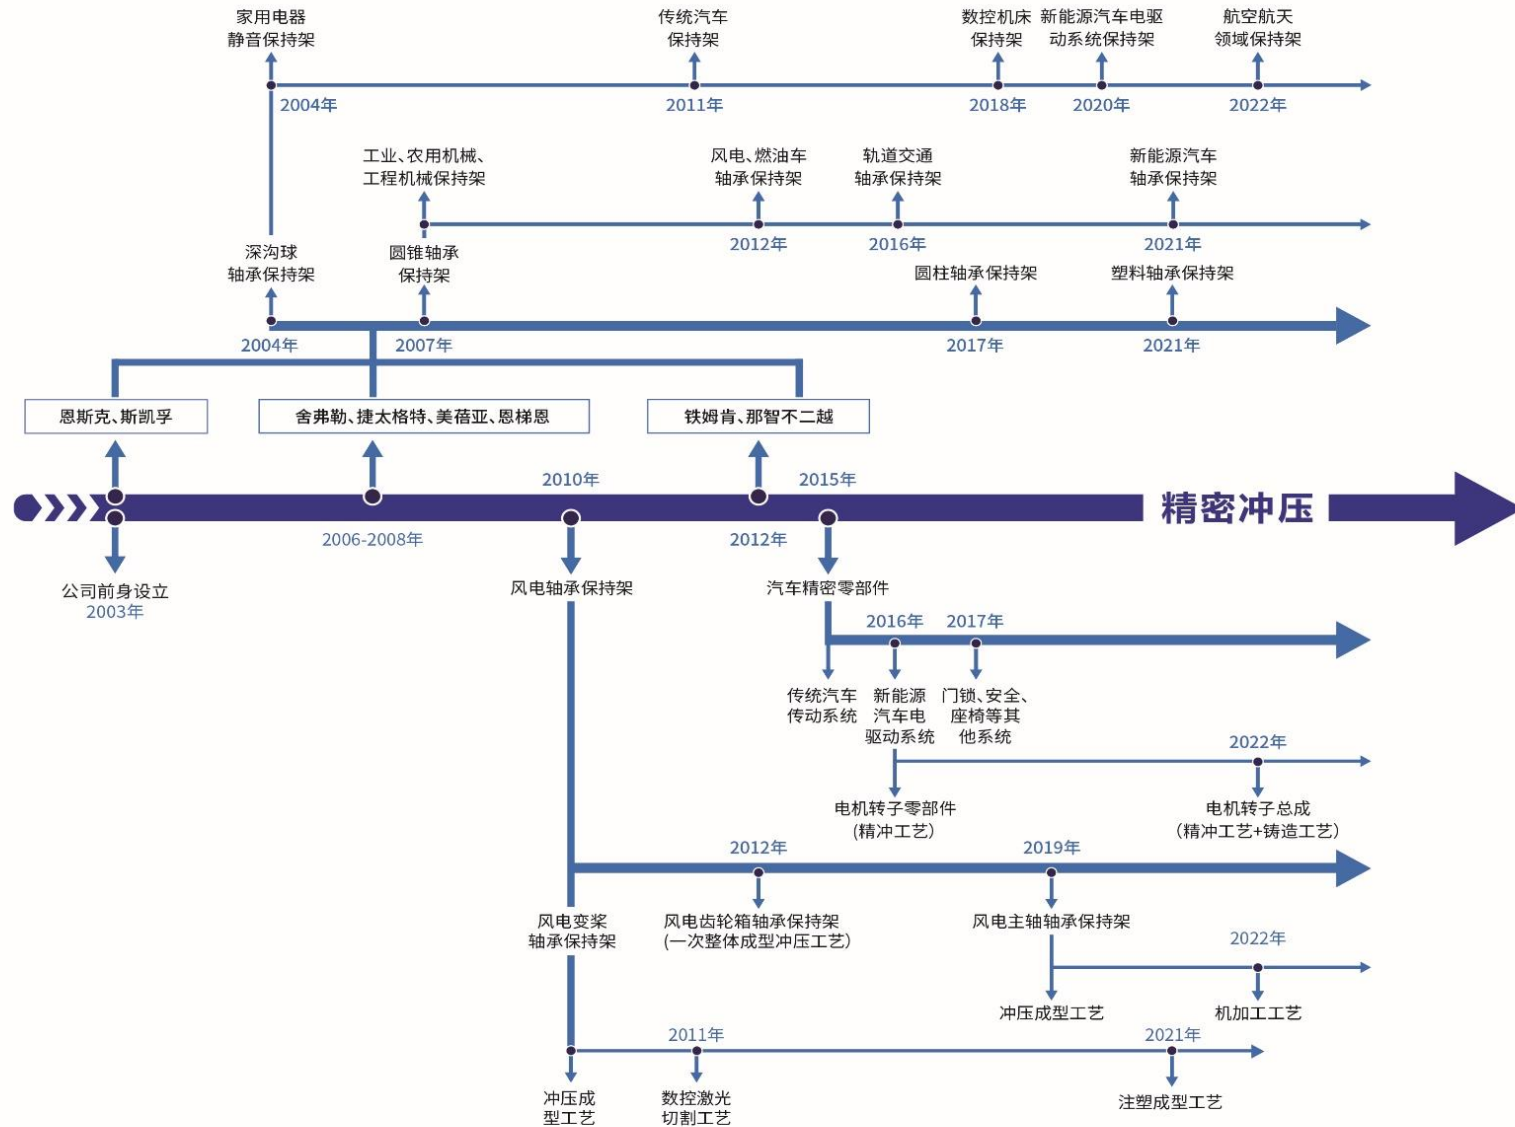 家用电器
静音保持架
传统汽车
保持架
数控机床
保持架
新能源汽车电驱
动系统保持架
航空航天
领域保持架
2004年
2011年
2018年
2020年
2022年
工业、农用机械、
工程机械保持架
风电、燃油车
轴承保持架
轨道交通
轴承保持架
新能源汽车
轴承保持架
2012年
2016年
2021年
深沟球
轴承保持架
圆锥轴承
保持架
圆柱轴承保持架
塑料轴承保持架
2004年
2007年
2017年
2021年
恩斯克、斯凯孚
舍弗勒、捷太格特、美蓓亚、恩梯恩
铁姆肯、那智不二越
2010年
2015年
精密冲压
2006-2008年
2012年
公司前身设立
2003年
风电轴承保持架
汽车精密零部件
2016年
2017年
传统汽车
传动系统
新能源
汽车电
驱动系统
门锁、安全、
座椅等其
他系统
2022年
电机转子零部件
(精冲工艺)
电机转子总成
(精冲工艺+铸造工艺)
2012年
2019年
风电变桨
轴承保持架
风电齿轮箱轴承保持架
(一次整体成型冲压工艺)
风电主轴轴承保持架
2022年
冲压成型工艺
机加工工艺
2011年
2021年
冲压成
型工艺
数控激光
切割工艺
注塑成型工艺